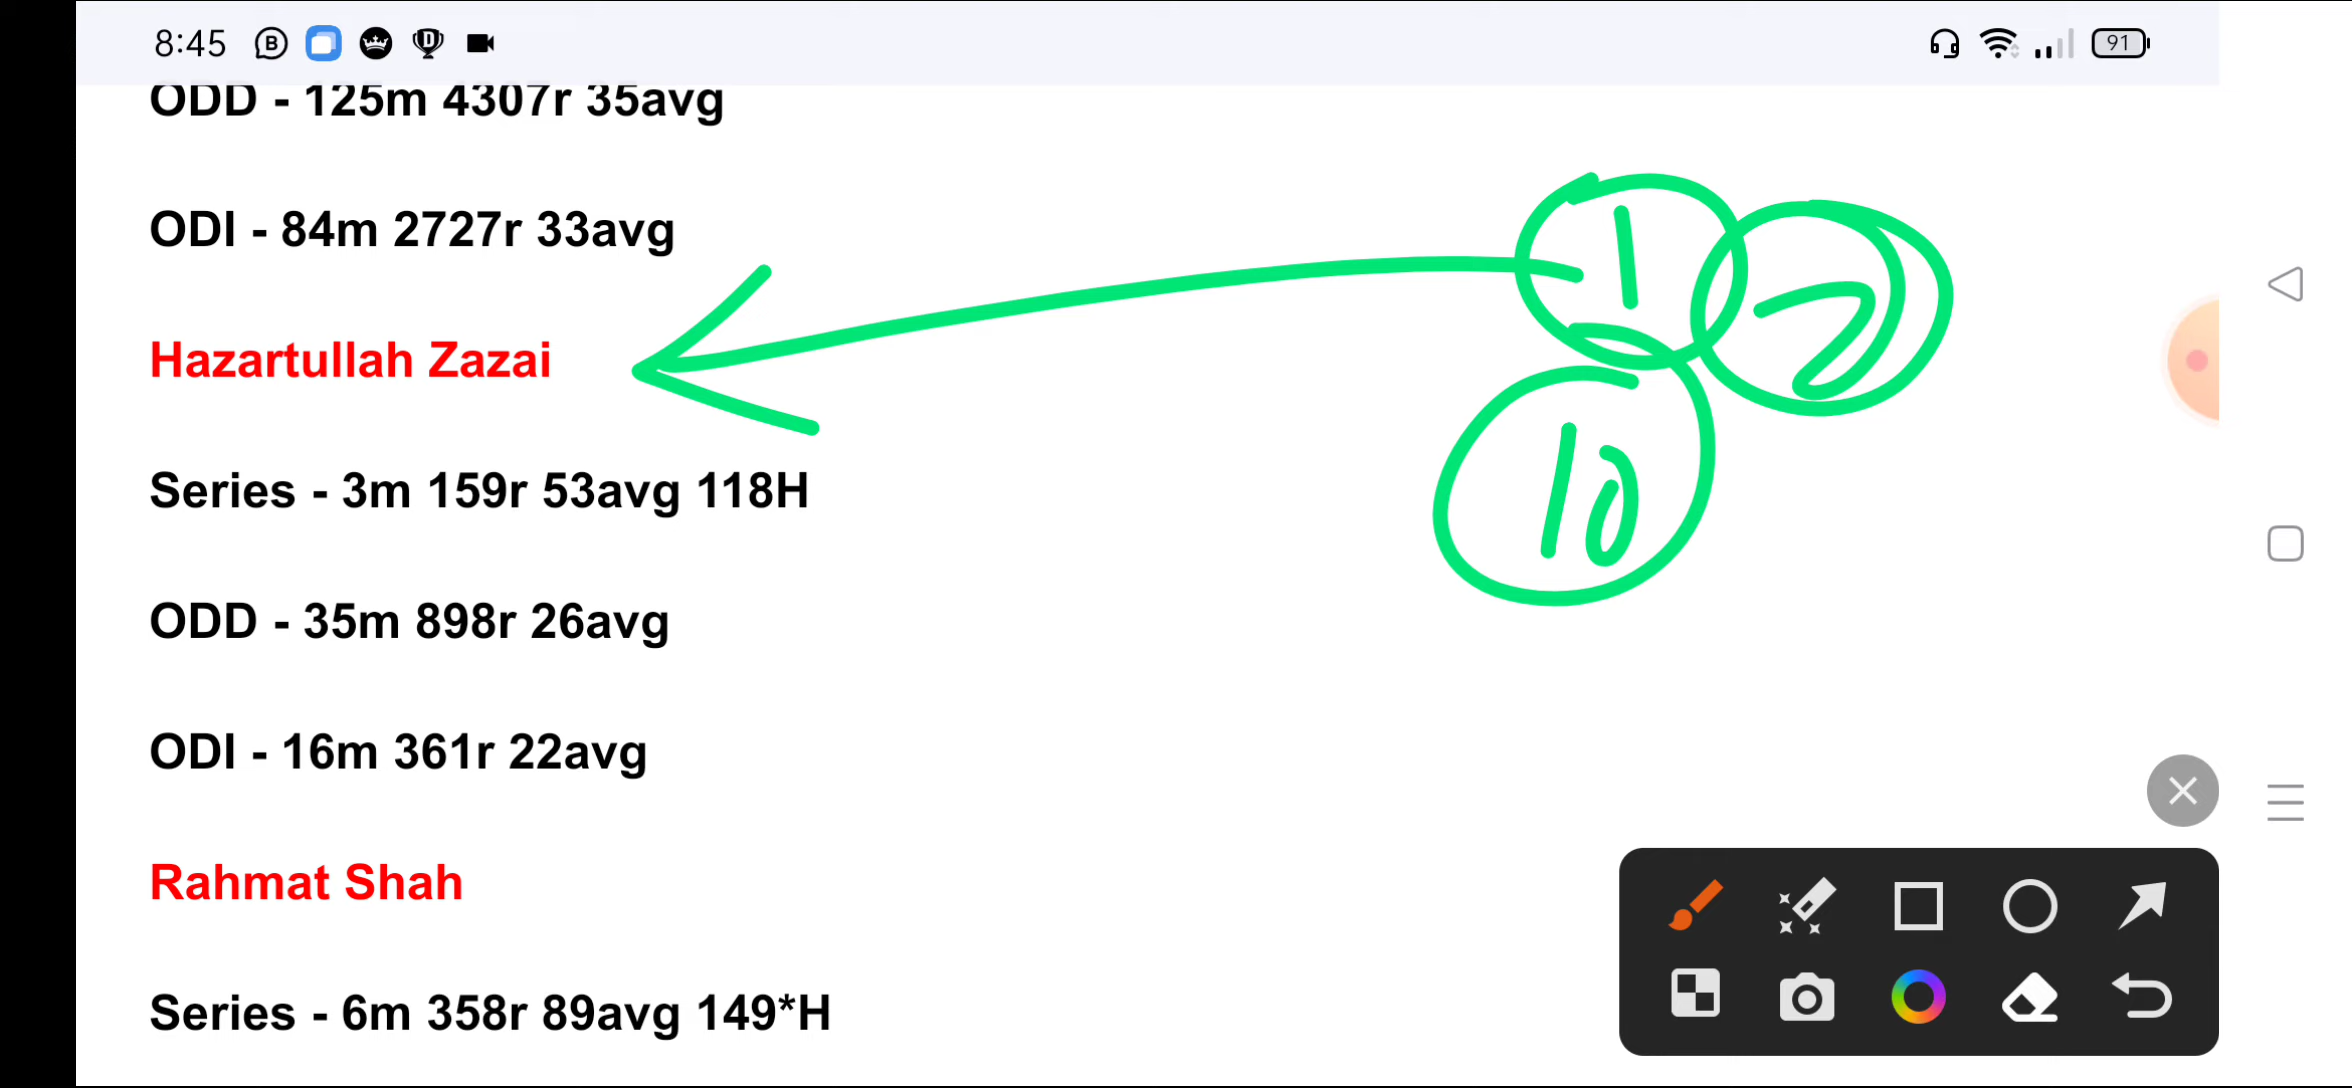 8:45
91
ODD - 125m 4307r 35avg
ODI - 84m 2727r 33avg
1
2
Hazartullah Zazai
10
Series - 3m 159r 53avg 118H
ODD - 35m 898r 26avg
ODI - 16m 361r 22avg
Rahmat Shah
Series - 6m 358r 89avg 149*H